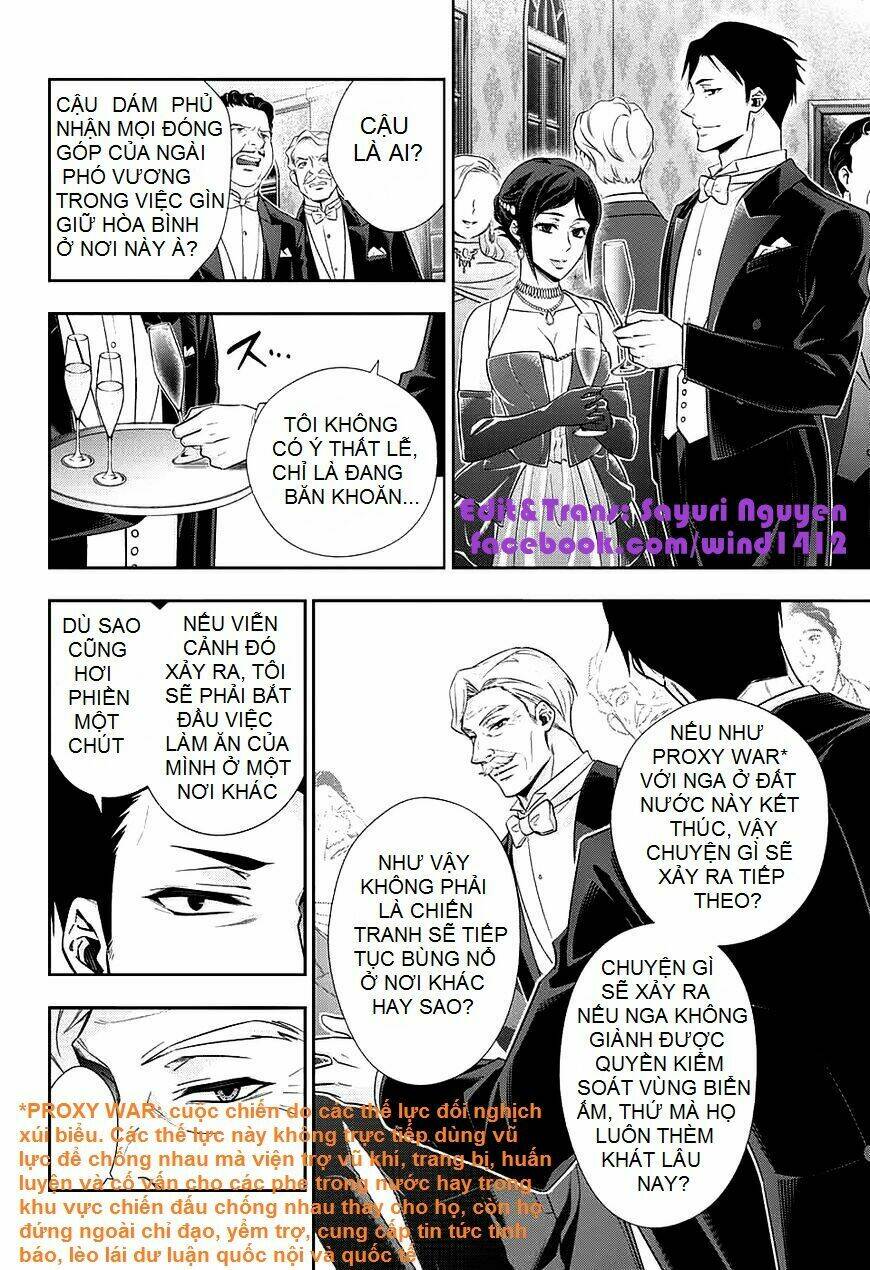 CẬU
LÀ AI?
CẬU DÁM PHỦ
NHẬN MỌI ĐÓNG
GÓP CỦA NGÀI
PHÓ VƯƠNG
TRONG VIỆC GÌN
GIỮ HÒA BÌNH
Ở NƠI NÀY À?
ス...
TÔI KHÔNG
CÓ Ý THẤT LỄ,
CHỈ LÀ ĐANG
BĂN KHOĂN...
Edit&Trans: Sayuri Nguyen
facebook.com/wind1412
NẾU NHƯ
PROXY WAR*
VỚI NGA Ở ĐẤT
NƯỚC NÀY KẾT
THÚC, VẬY
CHUYỆN GÌ SẼ
XẢY RA TIẾP
THEO?
CHUYỆN GÌ
SẼ XẢY RA
NẾU NGA KHÔNG
GIÀNH ĐƯỢC
QUYỀN KIỂM
SOÁT VÙNG BIỂN
ẤM, THỨ MÀ HỌ
LUÔN THÈM
KHÁT LÂU
NAY?
NHƯ VẬY
KHÔNG PHẢI
LÀ CHIẾN
TRANH SẼ TIẾP
TỤC BÙNG NỔ
Ở NƠI KHÁC
HAY SAO?
NẾU VIỄN
CẢNH ĐÓ
XẢY RA, TÔI
SẼ PHẢI BẮT
ĐẦU VIỆC
LÀM ĂN CỦA
MÌNH Ở MỘT
NƠI KHÁC
DÙ SAO
CŨNG
HƠI
PHIỀN
MỘT
CHÚT
*PROXY WAR: cuộc chiến do các thế lực đối nghịch
xúi biểu. Các thế lực này không trực tiếp dùng vũ
lực để chống nhau mà viện trợ vũ khí, trang bị, huấn
luyện và cố vấn cho các phe trong nước hay trong
khu vực chiến đấu chống nhau thay cho họ, còn họ
đứng ngoài chỉ đạo, yểm trợ, cung cấp tin tức tình
báo, lèo lái dư luận quốc nội và quốc tế